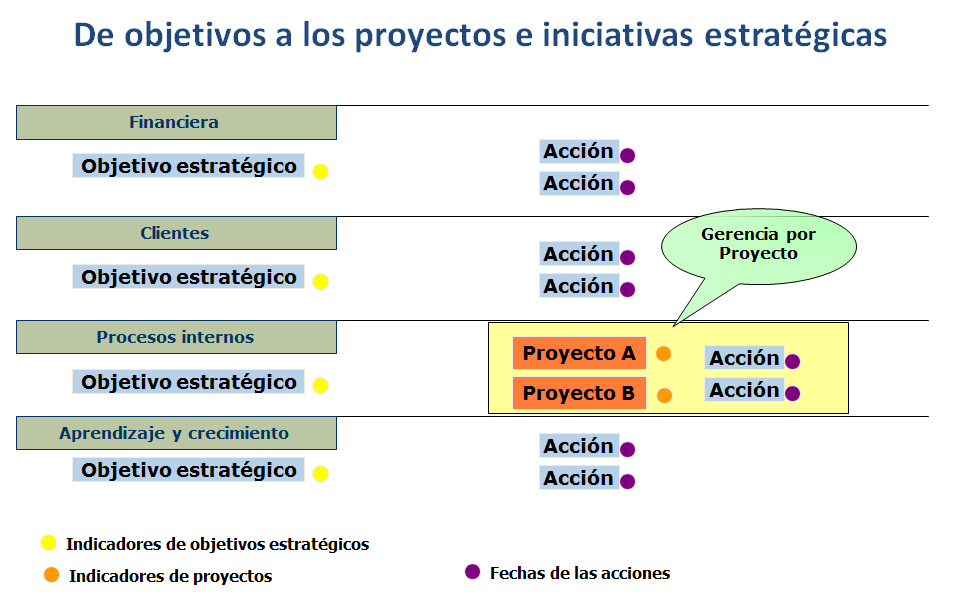 De objetivos a los proyectos e iniciativas estratégicas
Financiera
Objetivo estratégico
Acción
Acción
Clientes
Objetivo estratégico
Acción
Acción
Gerencia por
Proyecto
Procesos internos
Objetivo estratégico
Proyecto A
Acción
Proyecto B
Acción
Aprendizaje y crecimiento
Objetivo estratégico
Acción
Acción
Indicadores de objetivos estratégicos
Indicadores de proyectos
Fechas de las acciones